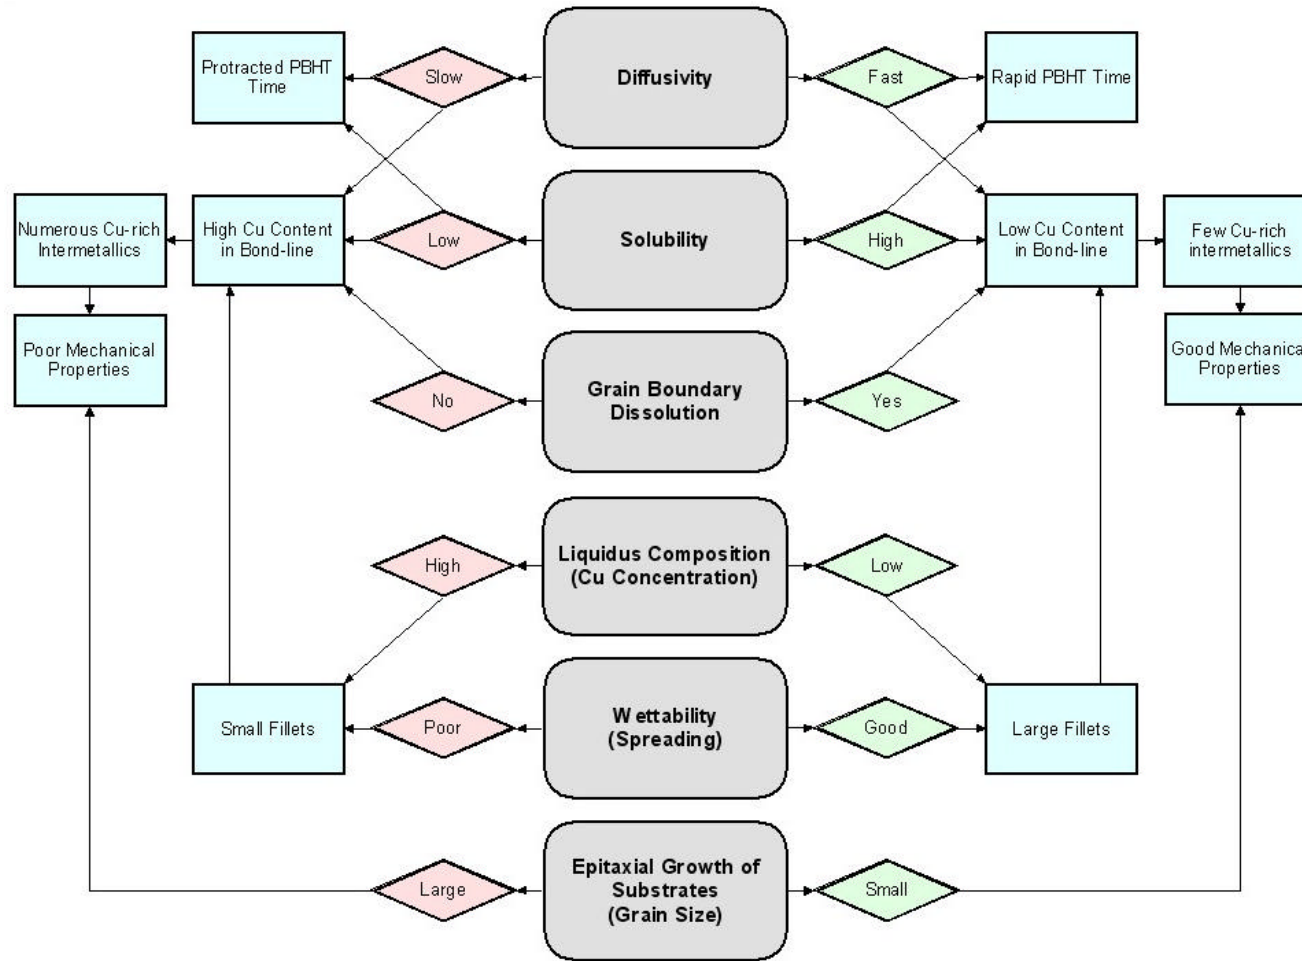 Protracted PBHT
Time
Slow
Diffusivity
Fast
Rapid PBHT Time
Numerous Cu-rich
Intermetallics
High Cu Content
in Bond-line
Low
Solubility
High
Low Cu Content
in Bond-line
Few Cu-rich
intermetallics
Poor Mechanical
Properties
No
Grain Boundary
Dissolution
Yes
Good Mechanica
Properties
High
Liquidus Composition
(Cu Concentration)
Low
Small Fillets
Poor
Wettability
(Spreading)
Good
Large Fillets
Large
Epitaxial Growth of
Substrates
(Grain Size)
Small